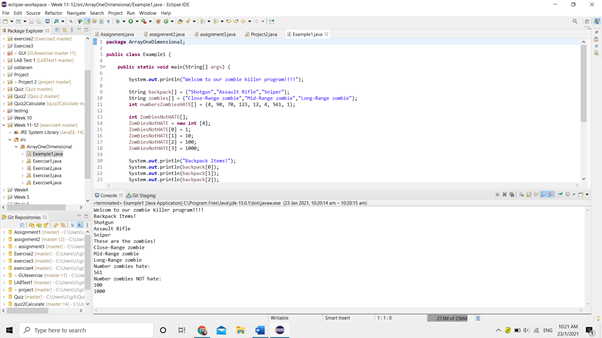 eclipse-workspace - Week 11-12/src/ArrayOneDimensional/Example1.java - Eclipse IDE
File Edit Source Refactor Navigate Search Project Run Window Help
Package Explorer
exercise2 [Exercise2 master]
Exercise3
GUI [GUIexercise master 11]
LAB Test 1 [LABTest1 master]
oddeven
Project
Project 2 [project2 master]
Quiz [Quiz master]
Quiz2 [Quiz-2 master]
Quiz2Calculate [quiz2Calculate
testing
Week 10
Week 11-12 [exercise4 master]
JRE System Library [JavaSE-14]
src
ArrayOneDimensional
Example1.java
Exercise1.java
Exercise2.java
Exercise3.java
Exercise4.java
Week4
Week 5
Assignment.java assignment2.java assignment3.java Project2.java Example1.java
1 package ArrayOneDimensional;
2
3 public class Example1 {
4
5 public static void main(String[] args) {
6
7 System.out.println("Welcome to our zombie killer program!!!!");
8
9 String backpack[] = {"Shotgun","Assault Rifle","Sniper"};
10 String zombies[] = {"Close-Range zombie","Mid-Range zombie","Long-Range zombie"};
11 int numbersZombiesHATE[] = {4, 90, 70, 123, 12, 4, 561, 1};
12
13 int ZombiesNotHATE[];
14 ZombiesNotHATE = new int [4];
15 ZombiesNotHATE[0] = 1;
16 ZombiesNotHATE[1] = 10;
17 ZombiesNotHATE[2] = 100;
18 ZombiesNotHATE[3] = 1000;
19
20 System.out.println("Backpack Items!");
21 System.out.println(backpack[0]);
22 System.out.println(backpack[1]);
23 System.out.println(backpack[2]);
Git Repositories
Assignment1 [master 11] - C:\Users
assignment2 [master 12] - C:\Users
assignment3 [master] - C:\Users
Exercise2 [master] - C:\Users\
exercise3 [master] - C:\Users\
exercise4 [master] - C:\Users\
GUIexercise [master 11] - C:\Users
LABTest1 [master] - C:\Users\
project [master] - C:\Users\
Quiz [master] - C:\Users\
quiz2Calculate [master 14] - C:\
Console Git Staging
<terminated> Example1 [Java Application] C:\Program Files\Java\jdk-15.0.1\bin\javaw.exe (23 Jan 2021, 10:20:14 am – 10:20:15 am)
Welcome to our zombie killer program!!!!
Backpack Items!
Shotgun
Assault Rifle
Sniper
These are the zombies!
Close-Range zombie
Mid-Range zombie
Long-Range zombie
Number zombies hate:
561
Number zombies NOT hate:
100
1000
Writable Smart Insert 1 : 1 : 0 213M of 256M
Type here to search
ENG
10:21 AM
23/1/2021